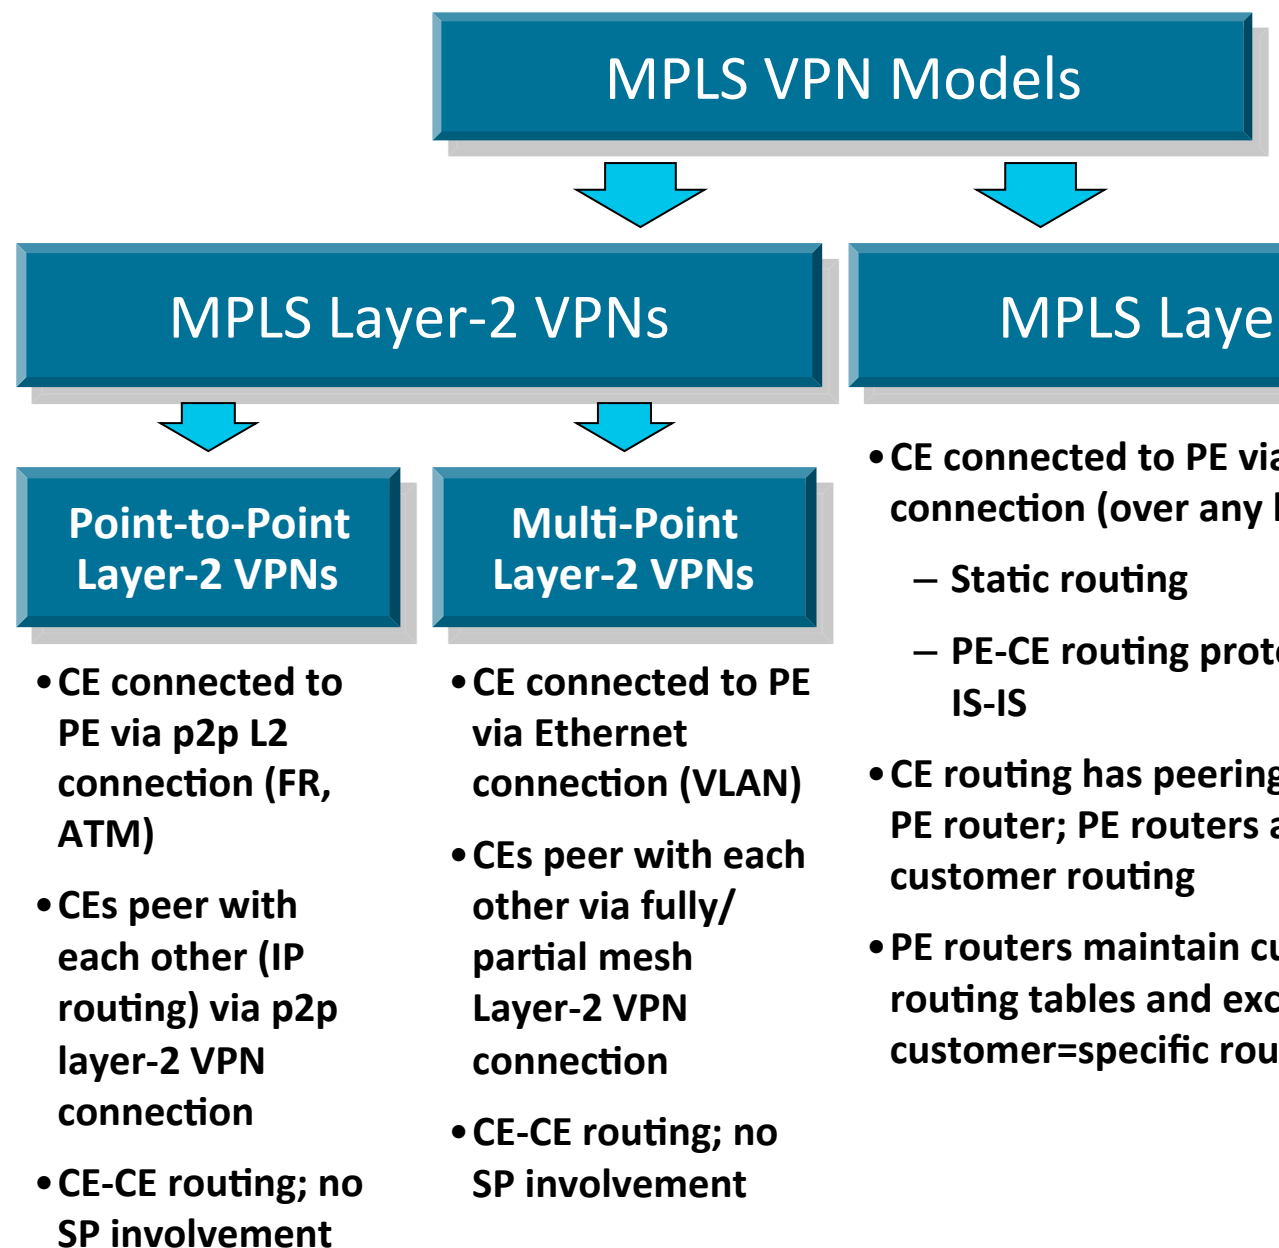 MPLS VPN Models
MPLS Layer-2 VPNs
Point-to-Point
Layer-2 VPNs
•CE connected to
PE via p2p L2
connection (FR,
ATM)
•CEs peer with
each other (IP
routing) via p2p
layer-2 VPN
connection
•CE-CE routing; no
SP involvement
Multi-Point
Layer-2 VPNs
•CE connected to PE
via Ethernet
connection (VLAN)
•CEs peer with each
other via fully/
partial mesh
Layer-2 VPN
connection
•CE-CE routing; no
SP involvement
MPLS
•CE connected to PE via
connection (over any
– Static routing
– PE-CE routing
IS-IS
•CE routing has peering
PE router; PE routers
customer routing
•PE routers maintain
routing tables and
customer=specific